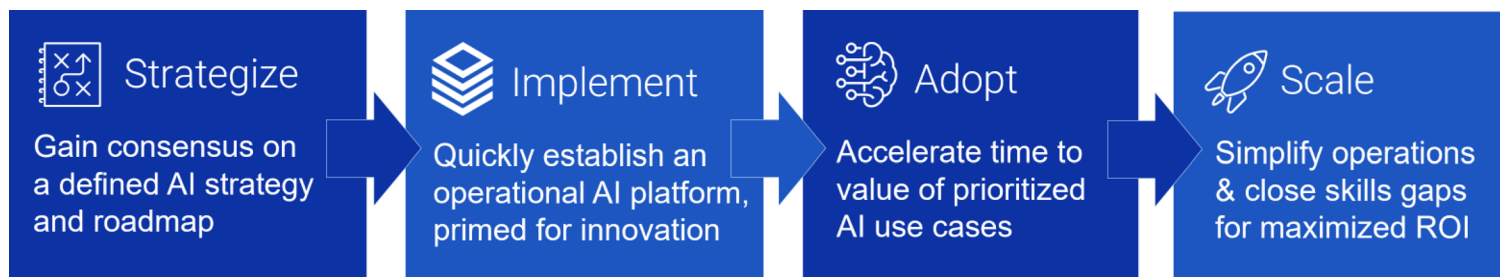 Strategize
Gain consensus on
a defined AI strategy
and roadmap
Implement
Quickly establish an
operational AI platform,
primed for innovation
Adopt
Accelerate time to
value of prioritized
AI use cases
Scale
Simplify operations
& close skills gaps
for maximized ROI